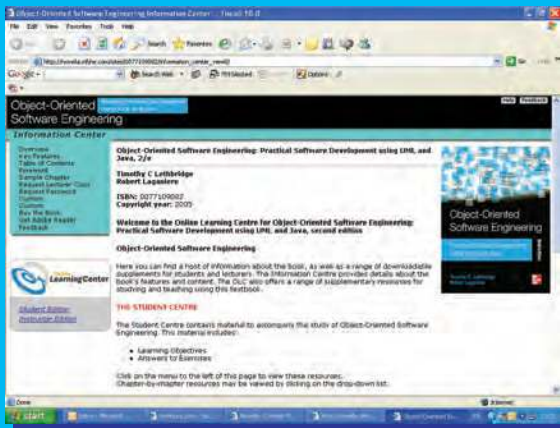 Object-Oriented Software Engineering Information Center
File Edit View Favorites Tools Help
Search Favorites
Google
Search Web
Options
Help Feedback
Object-Oriented
Software Engineering
Information Center
Overview
Key Features
Table of Contents
Foreword
Sample Chapter
Request Lecturer Copy
Request Password
Custom
Custom
Buy the Book
Get Adobe Reader
Feedback
LearningCenter
Student Edition
Instructor Edition
Object-Oriented Software Engineering: Practical Software Development using UML and
Java, 2/e
Timothy C Lethbridge
Robert Laganiere
ISBN: 0077109082
Copyright year: 2005
Welcome to the Online Learning Centre for Object-Oriented Software Engineering:
Practical Software Development using UML and Java, second edition
Object-Oriented Software Engineering
Here you can find a host of information about the book, as well as a range of downloadable
supplements for students and lecturers. The Information Centre provides details about the
book's features and content. The OLC also offers a range of supplementary resources for
studying and teaching using this textbook.
THE STUDENT CENTRE
The Student Centre contains material to accompany the study of Object-Oriented Software
Engineering. This material includes:
• Learning Objectives
• Answers to Exercises
Click on the menu to the left of this page to view these resources.
Chapter-by-chapter resources may be viewed by clicking on the drop-down list.
Object-Oriented
Software Engineering
Done
Internet
start